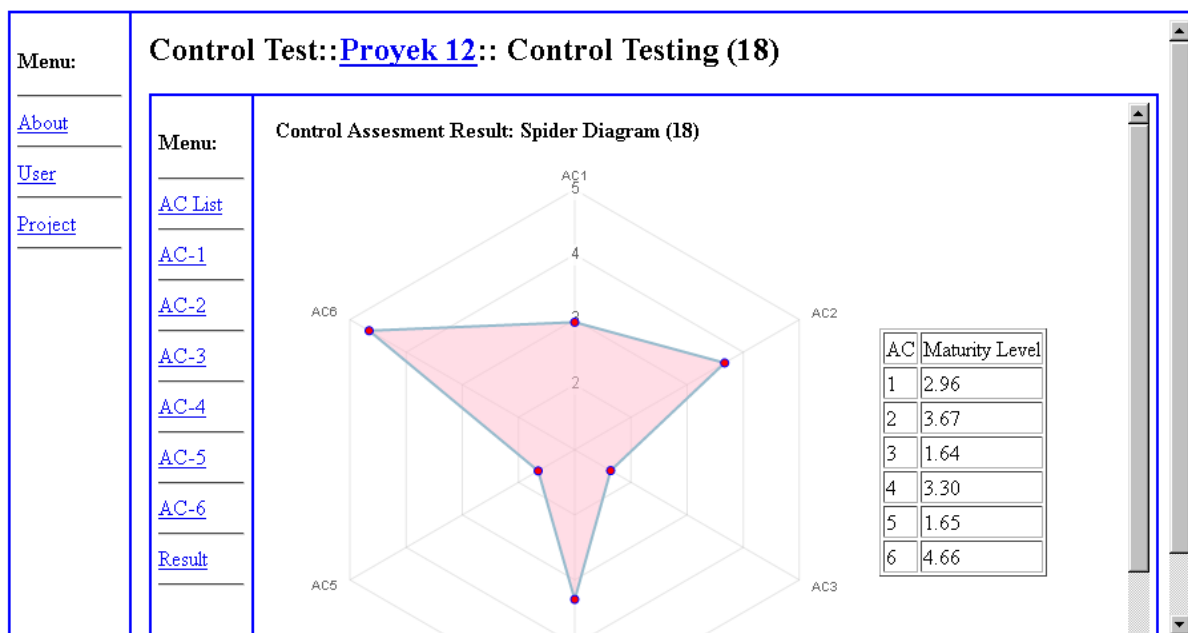 Menu:
About
User
Project
Control Test::Proyek 12:: Control Testing (18)
Menu:
AC List
AC-1
AC-2
AC-3
AC-4
AC-5
AC-6
Result
Control Assesment Result: Spider Diagram (18)
AC1
5
4
3
2
AC2
AC3
AC5
AC6
AC Maturity Level
1 2.96
2 3.67
3 1.64
4 3.30
5 1.65
6 4.66